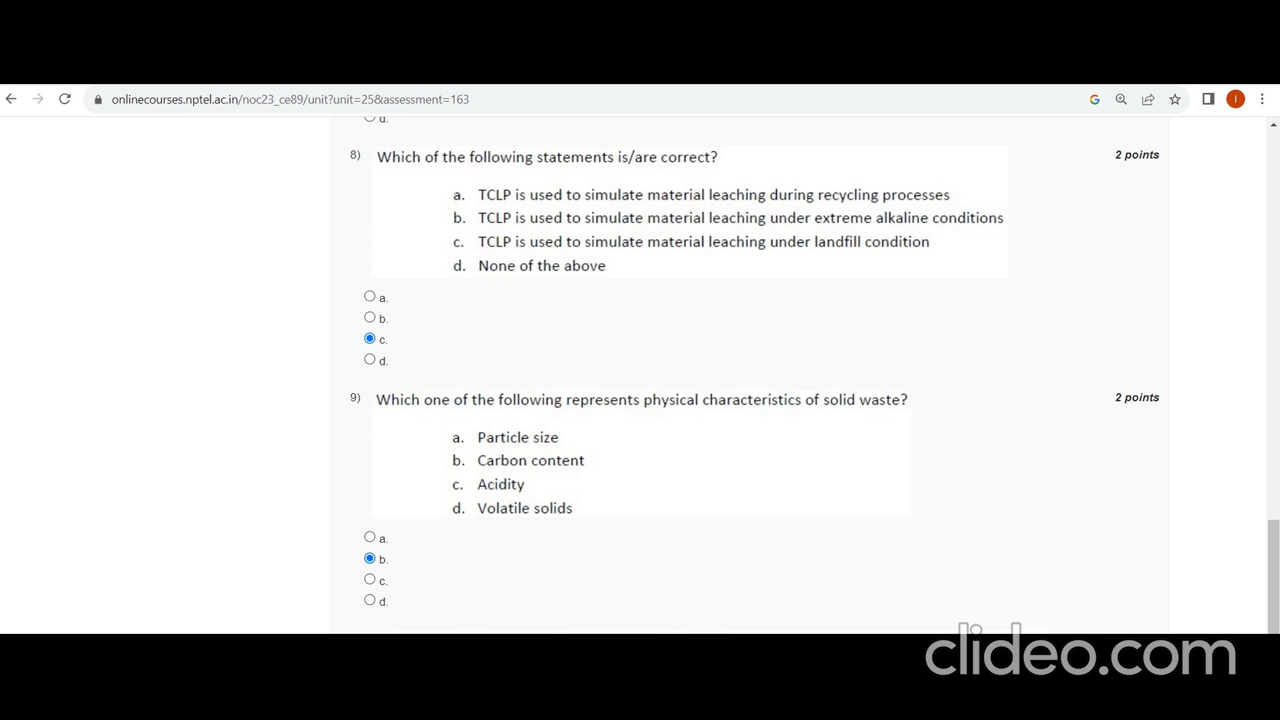 onlinecourses.nptel.ac.in/noc23_ce89/unit?unit=25&assessment=163
G
I
d.
8) Which of the following statements is/are correct? 2 points
a. TCLP is used to simulate material leaching during recycling processes
b. TCLP is used to simulate material leaching under extreme alkaline conditions
c. TCLP is used to simulate material leaching under landfill condition
d. None of the above
a.
b.
c.
d.
9) Which one of the following represents physical characteristics of solid waste? 2 points
a. Particle size
b. Carbon content
c. Acidity
d. Volatile solids
a.
b.
c.
d.
clideo.com